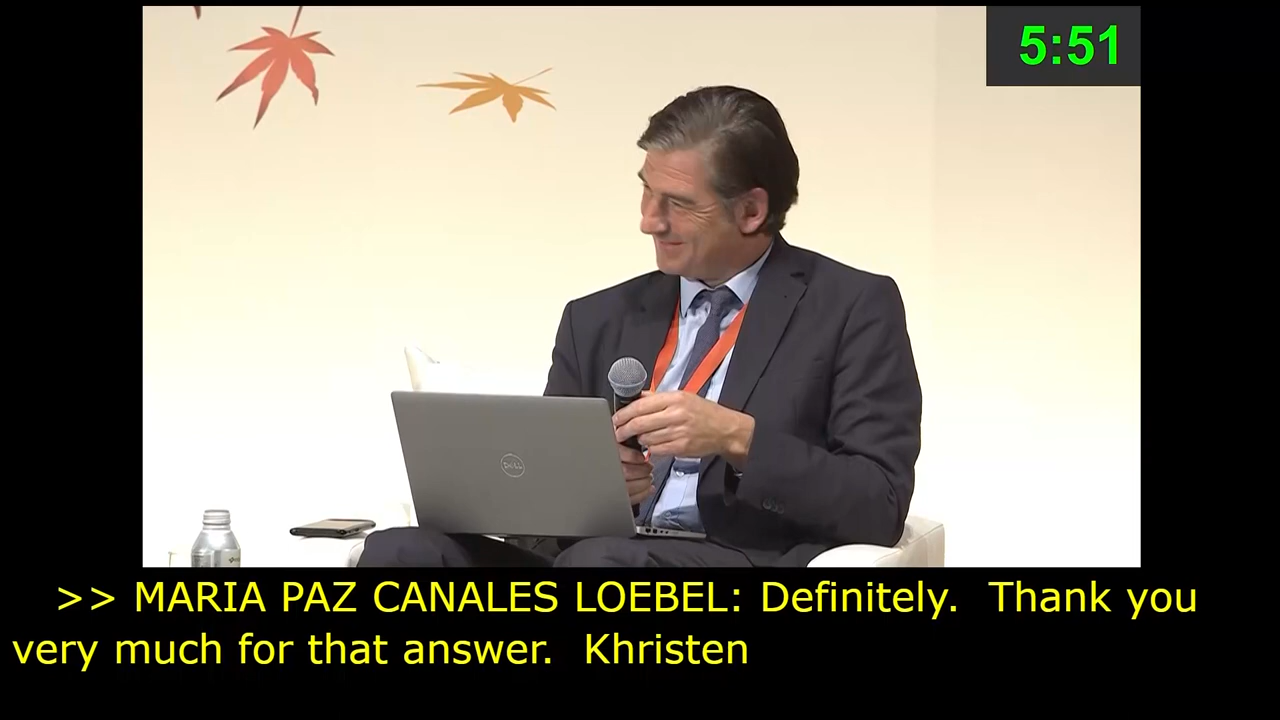 5:51
DELL
>> MARIA PAZ CANALES LOEBEL: Definitely.  Thank you
very much for that answer.  Khristen